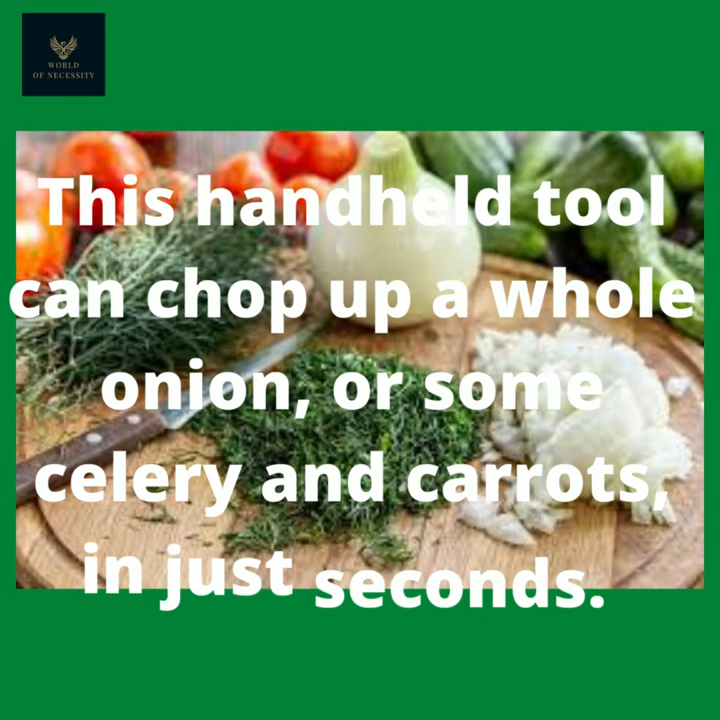 WORLD
OF NECESSITY
This handheld tool
can chop up a whole
onion, or some
celery and carrots,
in just seconds.